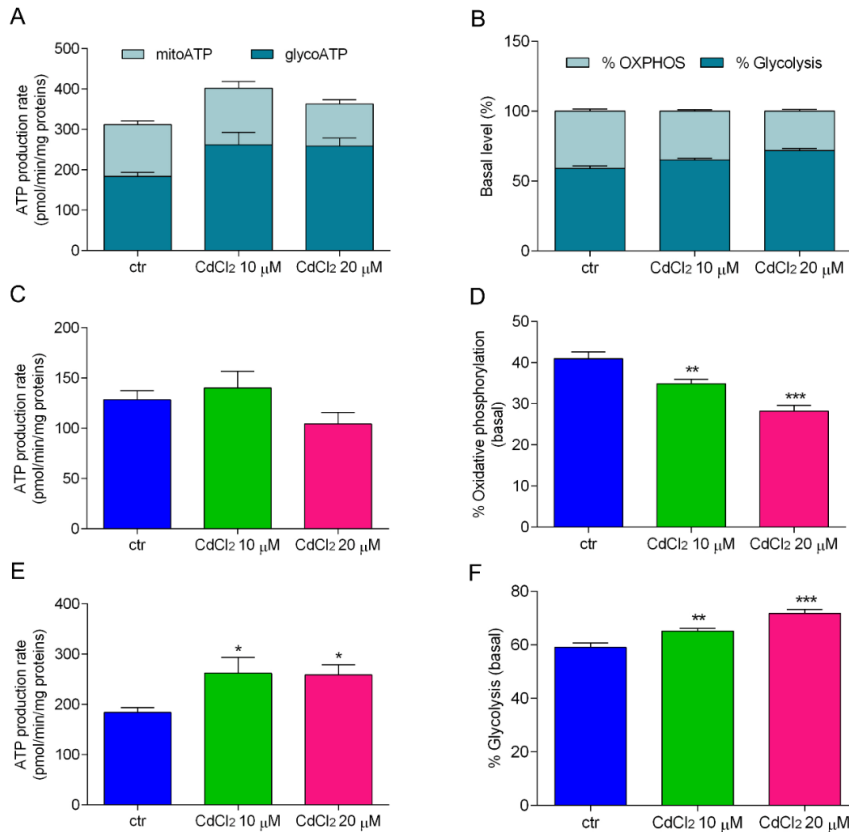 A
ATP production rate
(pmol/min/mg proteins)
500
400
300
200
100
0
mitoATP
glycoATP
ctr
CdCl₂ 10 μM
CdCl₂ 20 μM
B
Basal level (%)
150
100
50
0
% OXPHOS
% Glycolysis
ctr
CdCl₂ 10 μM
CdCl₂ 20 μM
C
ATP production rate
(pmol/min/mg proteins)
200
150
100
50
0
ctr
CdCl₂ 10 μM
CdCl₂ 20 μM
D
% Oxidative phosphorylation
(basal)
50
40
30
20
10
0
**
***
ctr
CdCl₂ 10 μM
CdCl₂ 20 μM
E
ATP production rate
(pmol/min/mg proteins)
400
300
200
100
0
*
*
ctr
CdCl₂ 10 μM
CdCl₂ 20 μM
F
% Glycolysis (basal)
80
60
40
20
0
**
***
ctr
CdCl₂ 10 μM
CdCl₂ 20 μM